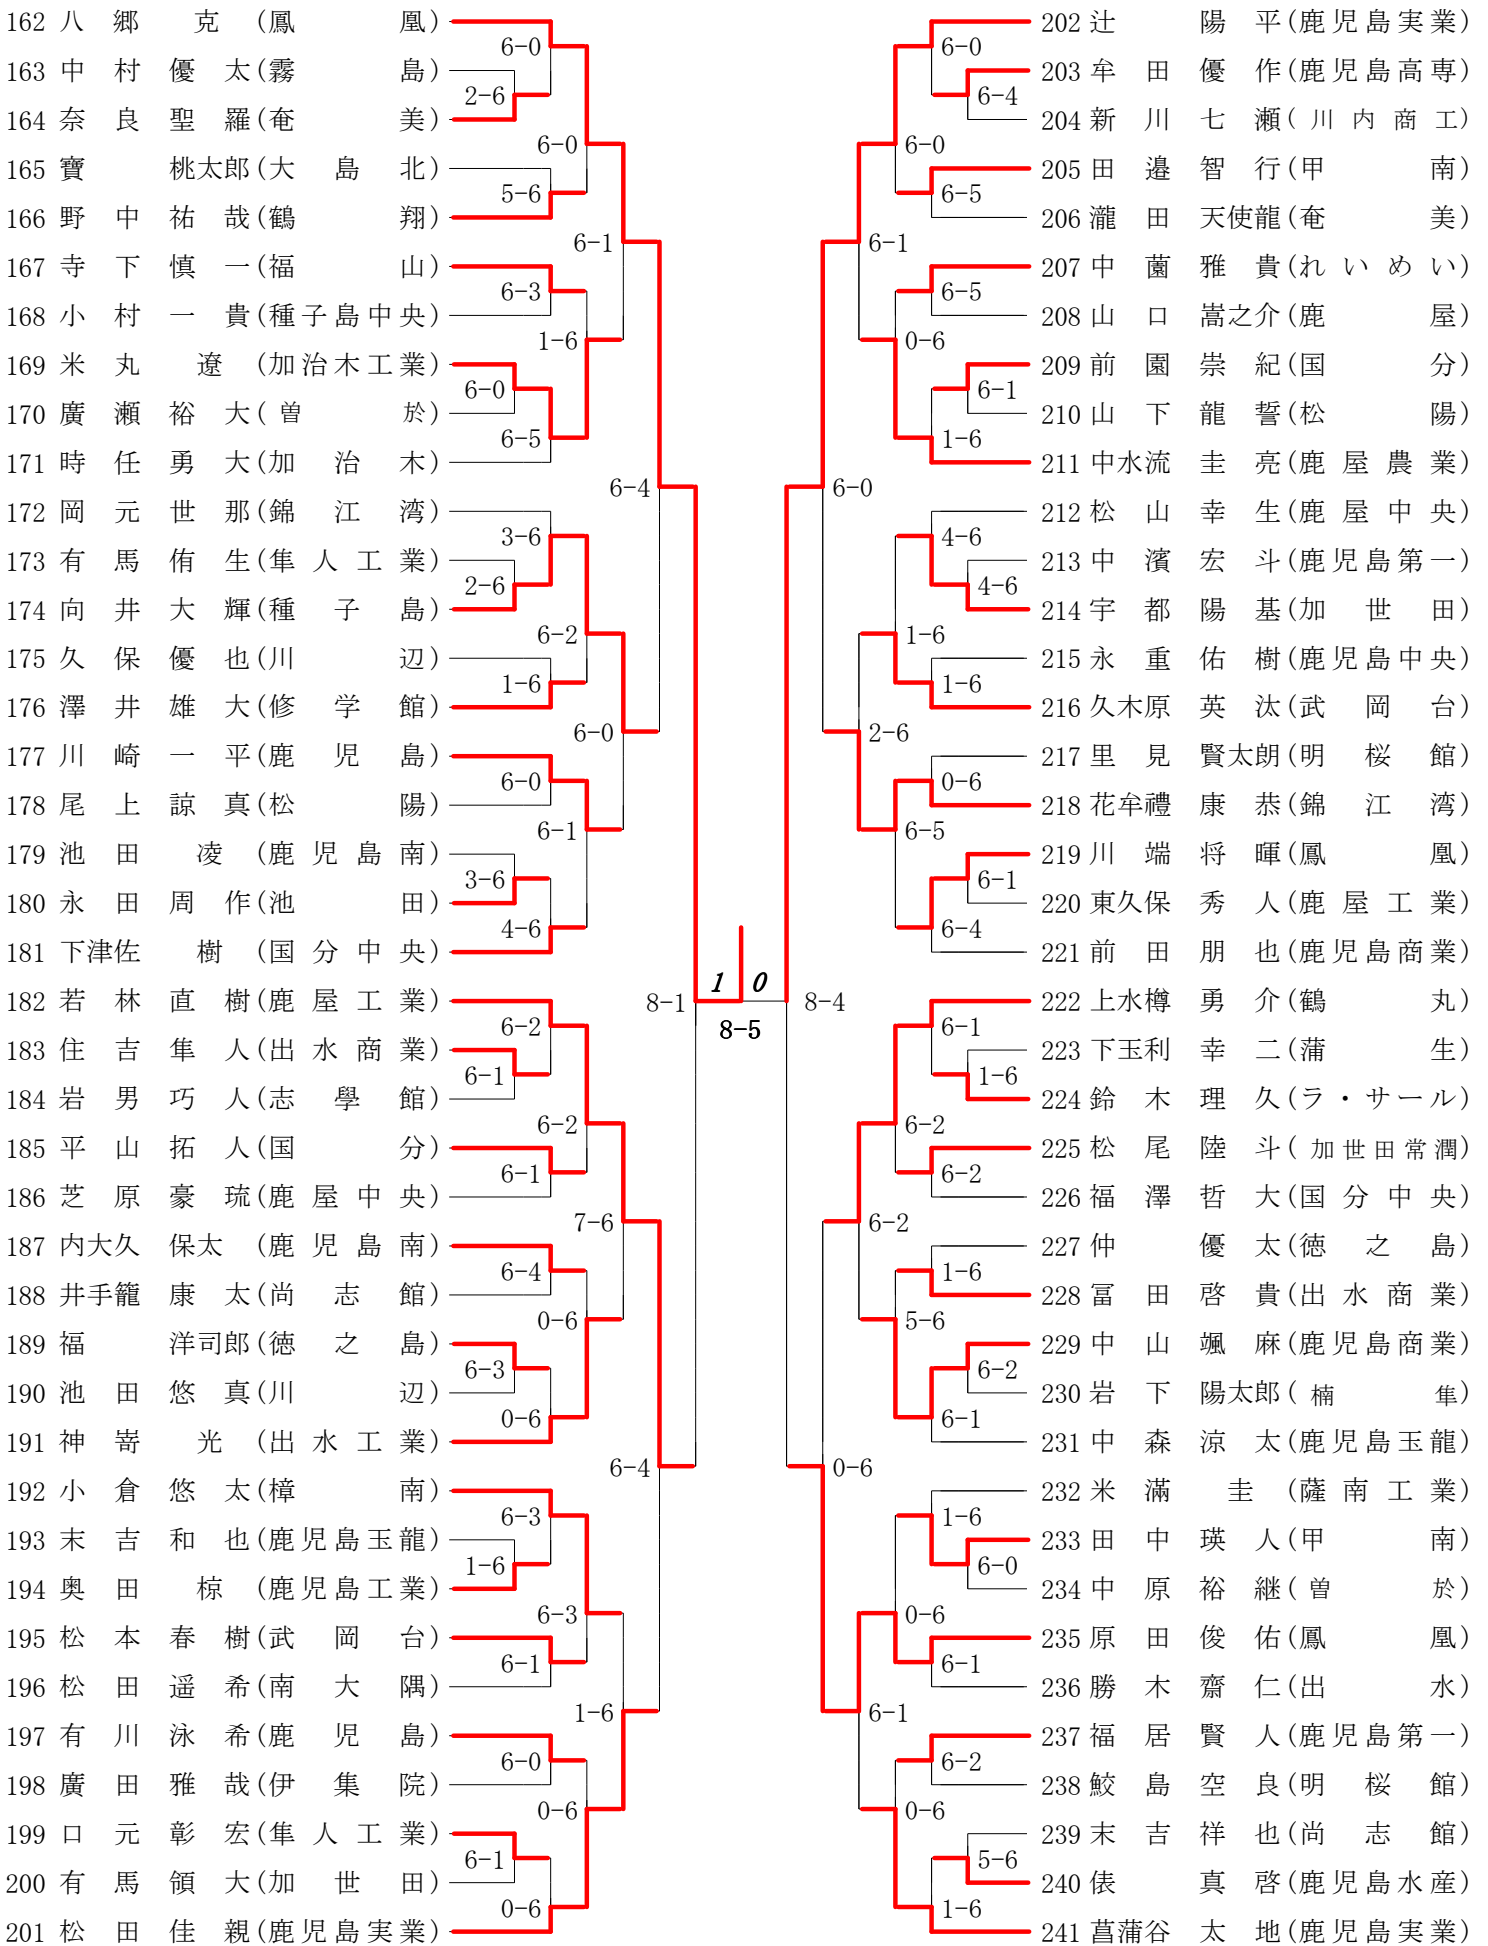 162 八郷 克 (鳳凰)
6-0
163 中村優太 (霧島)
2-6
164 奈良聖羅 (奄美)
6-0
165 寶 桃太郎 (大島北)
5-6
166 野中祐哉 (鶴翔)
6-1
167 寺下慎一 (福山)
6-3
168 小村一貴 (種子島中央)
1-6
169 米丸 遼 (加治木工業)
6-0
170 廣瀬裕大 (曽於)
6-5
171 時任勇大 (加治木)
6-4
172 岡元世那 (錦江湾)
3-6
173 有馬侑生 (隼人工業)
2-6
174 向井大輝 (種子島)
6-2
175 久保優也 (川辺)
1-6
176 澤井雄大 (修学館)
6-0
177 川崎一平 (鹿児島)
6-0
178 尾上諒真 (松陽)
6-1
179 池田 凌 (鹿児島南)
3-6
180 永田周作 (池田)
4-6
181 下津佐 樹 (国分中央)
8-1
182 若林直樹 (鹿屋工業)
6-2
183 住吉隼人 (出水商業)
6-1
184 岩男巧人 (志學館)
6-2
185 平山拓人 (国分)
6-1
186 芝原豪琉 (鹿屋中央)
7-6
187 内大久保太 (鹿児島南)
6-4
188 井手籠 康太 (尚志館)
0-6
189 福 洋司郎 (徳之島)
6-3
190 池田悠真 (川辺)
0-6
191 神嵜 光 (出水工業)
6-4
192 小倉悠太 (樟南)
6-3
193 末吉和也 (鹿児島玉龍)
1-6
194 奥田 椋 (鹿児島工業)
6-3
195 松本春樹 (武岡台)
6-1
196 松田遥希 (南大隅)
1-6
197 有川泳希 (鹿児島)
6-0
198 廣田雅哉 (伊集院)
0-6
199 口元彰宏 (隼人工業)
6-1
200 有馬領大 (加世田)
0-6
201 松田佳親 (鹿児島実業)
1 0
8-5
202 辻 陽平 (鹿児島実業)
6-0
203 牟田優作 (鹿児島高専)
6-4
204 新川七瀬 (川内商工)
6-0
205 田邉智行 (甲南)
6-5
206 瀧田 天使龍 (奄美)
6-1
207 中薗雅貴 (れいめい)
6-5
208 山口 嵩之介 (鹿屋)
0-6
209 前園崇紀 (国分)
6-1
210 山下龍誓 (松陽)
1-6
211 中水流 圭亮 (鹿屋農業)
6-0
212 松山幸生 (鹿屋中央)
4-6
213 中濱宏斗 (鹿児島第一)
4-6
214 宇都陽基 (加世田)
1-6
215 永重佑樹 (鹿児島中央)
1-6
216 久木原 英汰 (武岡台)
2-6
217 里見 賢太朗 (明桜館)
0-6
218 花牟禮 康恭 (錦江湾)
6-5
219 川端将暉 (鳳凰)
6-1
220 東久保 秀人 (鹿屋工業)
6-4
221 前田朋也 (鹿児島商業)
8-4
222 上水樽 勇介 (鶴丸)
6-1
223 下玉利 幸二 (蒲生)
1-6
224 鈴木理久 (ラ・サール)
6-2
225 松尾陸斗 (加世田常潤)
6-2
226 福澤哲大 (国分中央)
6-2
227 仲 優太 (徳之島)
1-6
228 冨田啓貴 (出水商業)
5-6
229 中山颯麻 (鹿児島商業)
6-2
230 岩下 陽太郎 (楠隼)
6-1
231 中森涼太 (鹿児島玉龍)
0-6
232 米滿 圭 (薩南工業)
1-6
233 田中瑛人 (甲南)
6-0
234 中原裕継 (曽於)
0-6
235 原田俊佑 (鳳凰)
6-1
236 勝木齋仁 (出水)
6-1
237 福居賢人 (鹿児島第一)
6-2
238 鮫島空良 (明桜館)
0-6
239 末吉祥也 (尚志館)
5-6
240 俵 真啓 (鹿児島水産)
1-6
241 菖蒲谷 太地 (鹿児島実業)